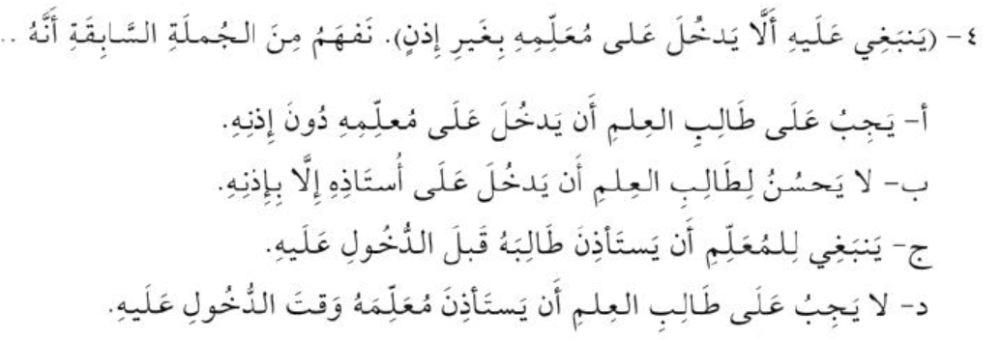 ٤- (يَنبَغِي عَلَيهِ أَلَّا يَدخُلَ عَلى مُعَلِّمِهِ بِغَيرِ إِذنٍ). نَفهَمُ مِنَ الجُملَةِ السَّابِقَةِ أَنَّهُ ..
أ- يَجِبُ عَلَى طَالِبِ العِلمِ أَن يَدخُلَ عَلَى مُعلِّمِهِ دُونَ إِذنِهِ.
ب- لا يَحسُنُ لِطَالِبِ العِلمِ أَن يَدخُلَ عَلَى أُستَاذِهِ إِلَّا بِإِذنِهِ.
ج- يَنبَغِي لِلمُعَلِّمِ أَن يَستَأذِنَ طَالِبَهُ قَبلَ الدُّخُولِ عَلَيهِ.
د- لا يَجِبُ عَلَى طَالِبِ العِلمِ أَن يَستَأذِنَ مُعَلِّمَهُ وَقتَ الدُّخُولِ عَلَيهِ.